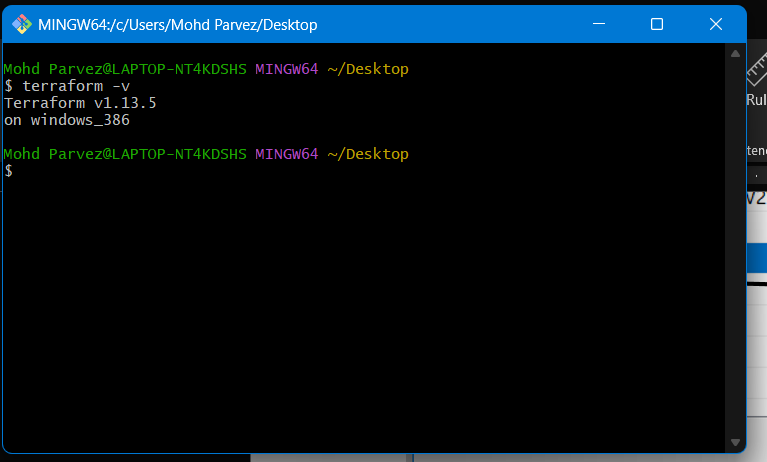 MINGW64:/c/Users/Mohd Parvez/Desktop
Mohd Parvez@LAPTOP-NT4KDSHS MINGW64 ~/Desktop
$ terraform -v
Terraform v1.13.5
on windows_386
Mohd Parvez@LAPTOP-NT4KDSHS MINGW64 ~/Desktop
$
Rul
tenc
V2